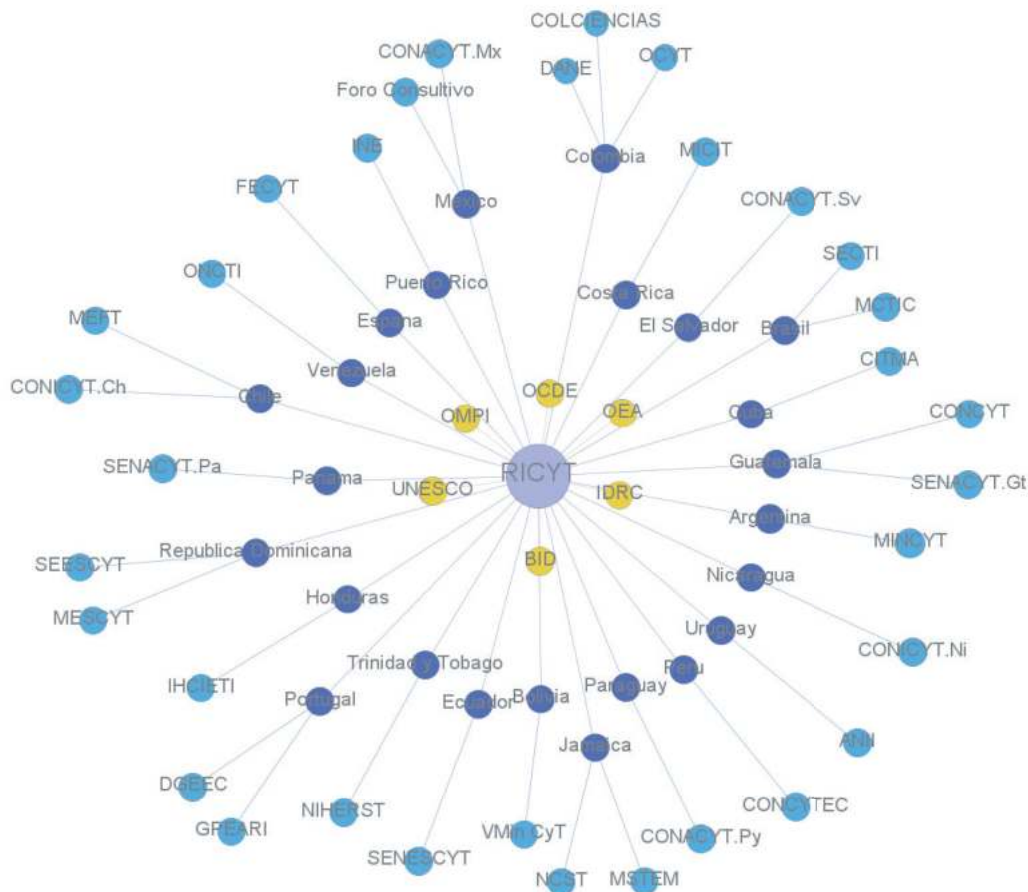 COLCIENCIAS
CONACYT.Mx
OCYT
DANE
Foro Consultivo
INE
Colombia
MICIT
FECYT
CONACYT.Sv
Mexico
SECTI
ONCTI
Puerto Rico
Costa Rica
MCTIC
MEFT
Espana
El Salvador
Brasil
CITMA
Venezuela
CONICYT.Ch
Chile
OCDE
OMPI
OEA
Cuba
CONCYT
SENACYT.Pa
Panama
RICYT
Guatemala
UNESCO
IDRC
SENACYT.Gt
Argentina
MINCYT
Republica Dominicana
BID
SEESCYT
Nicaragua
Honduras
MESCYT
Uruguay
CONICYT.Ni
Trinidad y Tobago
Peru
IHCIETI
Portugal
Ecuador
Bolivia
Paraguay
Jamaica
ANII
DGEEC
NIHERST
CONCYTEC
GPEARI
VMin CyT
CONACYT.Py
SENESCYT
NCST
MSTEM